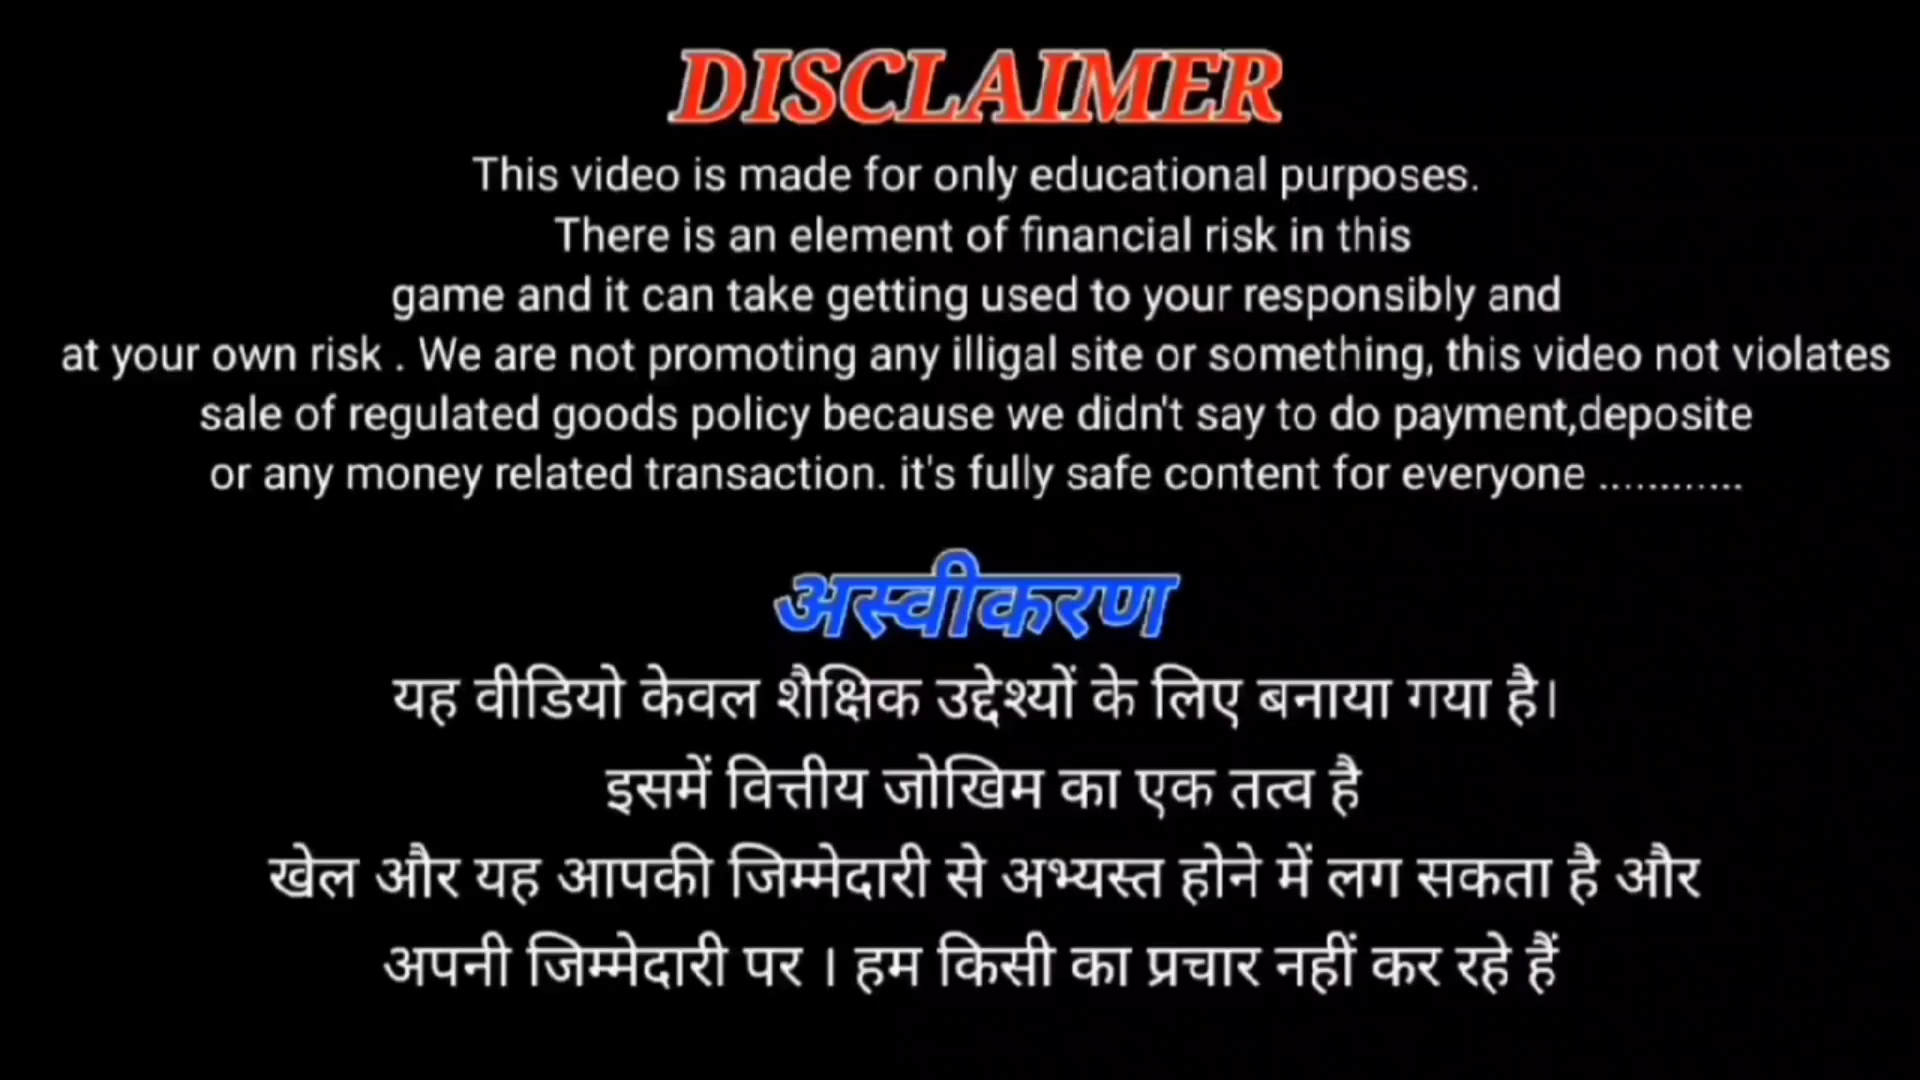 DISCLAIMER
This video is made for only educational purposes.
There is an element of financial risk in this
game and it can take getting used to your responsibly and
at your own risk . We are not promoting any illigal site or something, this video not violates
sale of regulated goods policy because we didn't say to do payment,deposite
or any money related transaction. it's fully safe content for everyone ............
अस्वीकरण
यह वीडियो केवल शैक्षिक उद्देश्यों के लिए बनाया गया है।
इसमें वित्तीय जोखिम का एक तत्व है
खेल और यह आपकी जिम्मेदारी से अभ्यस्त होने में लग सकता है और
अपनी जिम्मेदारी पर । हम किसी का प्रचार नहीं कर रहे हैं